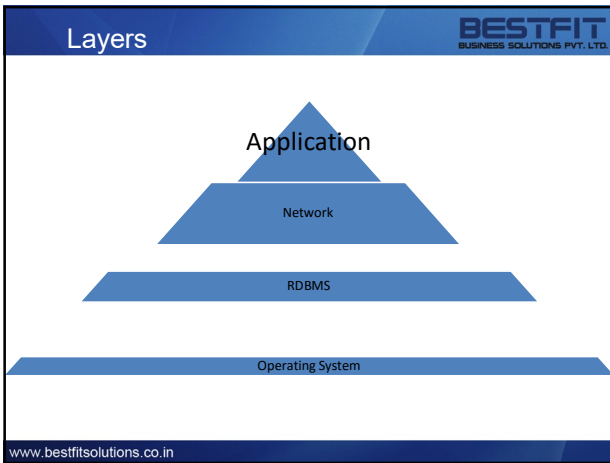 Layers
BESTFIT
BUSINESS SOLUTIONS PVT. LTD.
Application
Network
RDBMS
Operating System
www.bestfitsolutions.co.in